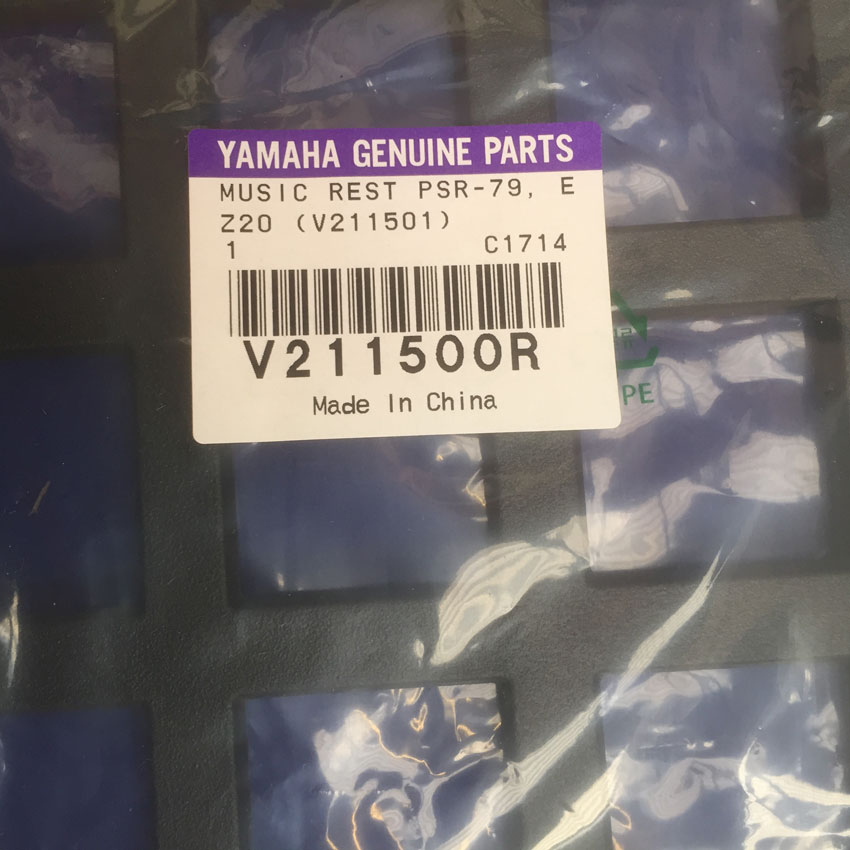 YAMAHA GENUINE PARTS
MUSIC REST PSR-79, E
Z20 (V211501)
1 C1714
V211500R
Made In China
PE